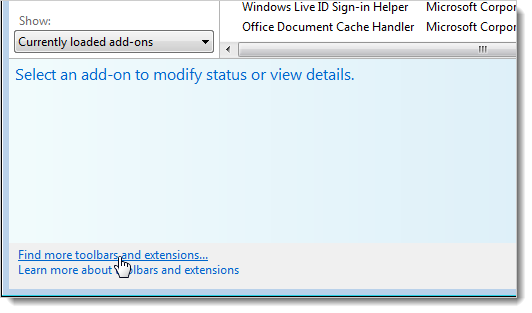 Windows Live ID Sign-in Helper Microsoft Corpor
Show:
Office Document Cache Handler Microsoft Corpor
Currently loaded add-ons
Select an add-on to modify status or view details.
Find more toolbars and extensions...
Learn more about toolbars and extensions